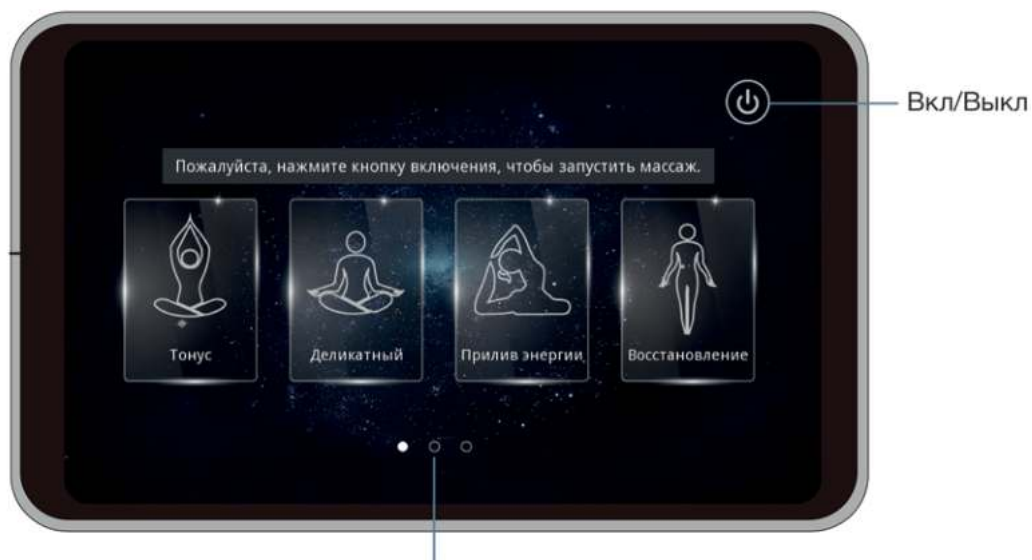 Вкл/Выкл
Пожалуйста, нажмите кнопку включения, чтобы запустить массаж.
Тонус
Деликатный
Прилив энергии
Восстановление